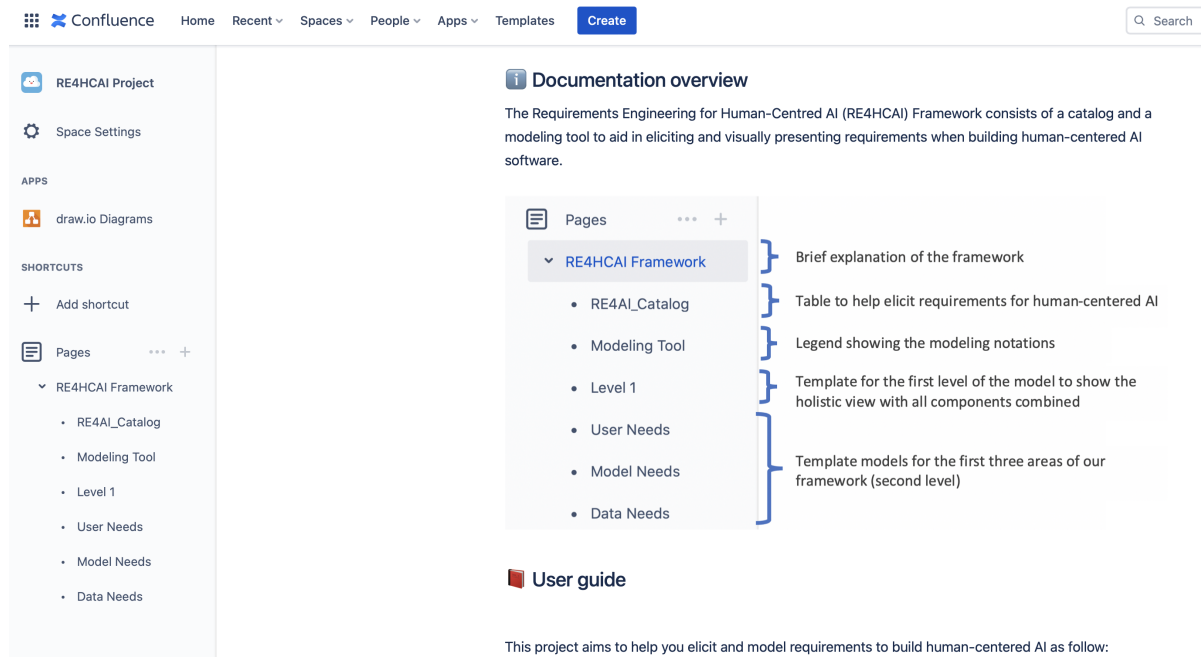 Confluence Home Recent Spaces People Apps Templates Create Search
RE4HCAI Project
Space Settings
APPS
draw.io Diagrams
SHORTCUTS
Add shortcut
Pages
RE4HCAI Framework
RE4AI_Catalog
Modeling Tool
Level 1
User Needs
Model Needs
Data Needs
Documentation overview
The Requirements Engineering for Human-Centred AI (RE4HCAI) Framework consists of a catalog and a
modeling tool to aid in eliciting and visually presenting requirements when building human-centered AI
software.
Pages
RE4HCAI Framework
Brief explanation of the framework
RE4AI_Catalog
Table to help elicit requirements for human-centered AI
Modeling Tool
Legend showing the modeling notations
Level 1
Template for the first level of the model to show the
holistic view with all components combined
User Needs
Model Needs
Data Needs
Template models for the first three areas of our
framework (second level)
User guide
This project aims to help you elicit and model requirements to build human-centered AI as follow: